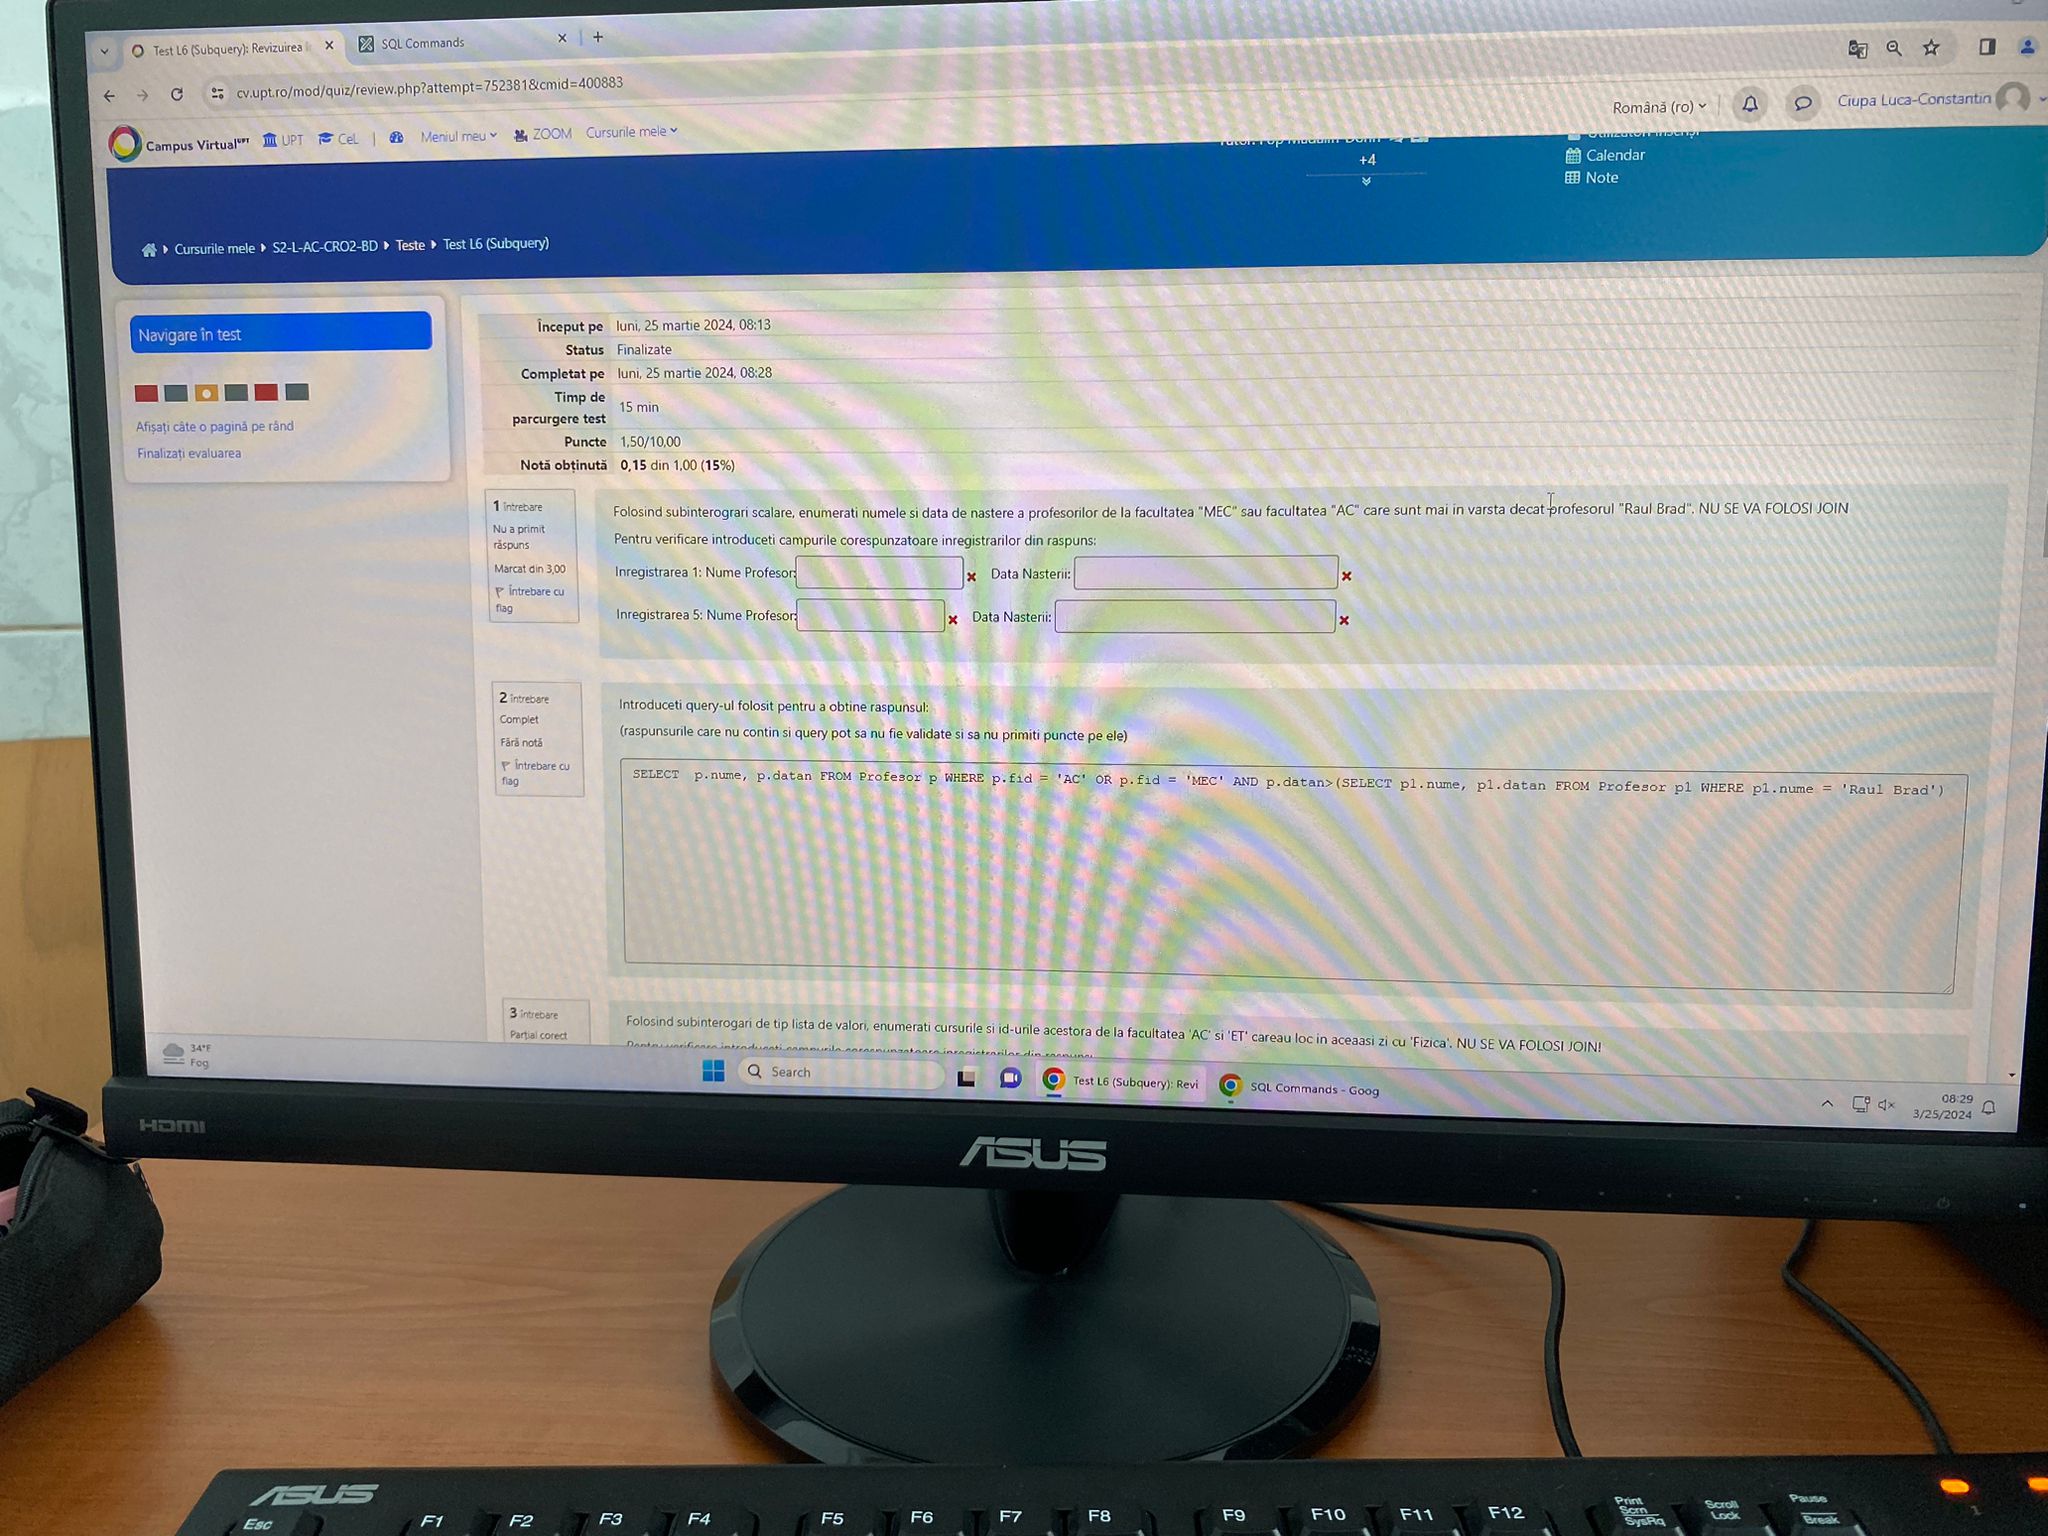 Test L6 (Subquery): Revizuirea
SQL Commands
cv.upt.ro/mod/quiz/review.php?attempt=752381&cmid=400883
Campus Virtual UPT
UPT
CeL
Meniul meu
ZOOM
Cursurile mele
Română (ro)
Ciupa Luca-Constantin
+4
Calendar
Note
Cursurile mele
S2-L-AC-CRO2-BD
Teste
Test L6 (Subquery)
Navigare în test
Afișați câte o pagină pe rând
Finalizați evaluarea
Început pe luni, 25 martie 2024, 08:13
Status Finalizate
Completat pe luni, 25 martie 2024, 08:28
Timp de
parcurgere test 15 min
Puncte 1,50/10,00
Notă obținută 0,15 din 1,00 (15%)
1 întrebare
Nu a primit
răspuns
Marcat din 3,00
Întrebare cu
flag
Folosind subinterograri scalare, enumerati numele si data de nastere a profesorilor de la facultatea "MEC" sau facultatea "AC" care sunt mai in varsta decat profesorul "Raul Brad". NU SE VA FOLOSI JOIN
Pentru verificare introduceti campurile corespunzatoare inregistrarilor din raspuns:
Inregistrarea 1: Nume Profesor: Data Nasterii:
Inregistrarea 5: Nume Profesor: Data Nasterii:
2 întrebare
Complet
Fără notă
Întrebare cu
flag
Introduceti query-ul folosit pentru a obtine raspunsul:
(raspunsurile care nu contin si query pot sa nu fie validate si sa nu primiti puncte pe ele)
SELECT p.nume, p.datan FROM Profesor p WHERE p.fid = 'AC' OR p.fid = 'MEC' AND p.datan>(SELECT p1.nume, p1.datan FROM Profesor p1 WHERE p1.nume = 'Raul Brad')
3 întrebare
Parțial corect
Folosind subinterogari de tip lista de valori, enumerati cursurile si id-urile acestora de la facultatea 'AC' si 'ET' careau loc in aceaasi zi cu 'Fizica'. NU SE VA FOLOSI JOIN!
Pentru verificare introduceti campurile corespunzatoare inregistrarilor din raspuns:
34°F
Fog
Search
Test L6 (Subquery): Revi
SQL Commands - Goog
08:29
3/25/2024
HDMI
ASUS
ASUS
Esc
F1
F2
F3
F4
F5
F6
F7
F8
F9
F10
F11
F12
Print
Scrn
SysRq
Scroll
Lock
Pause
Break
1